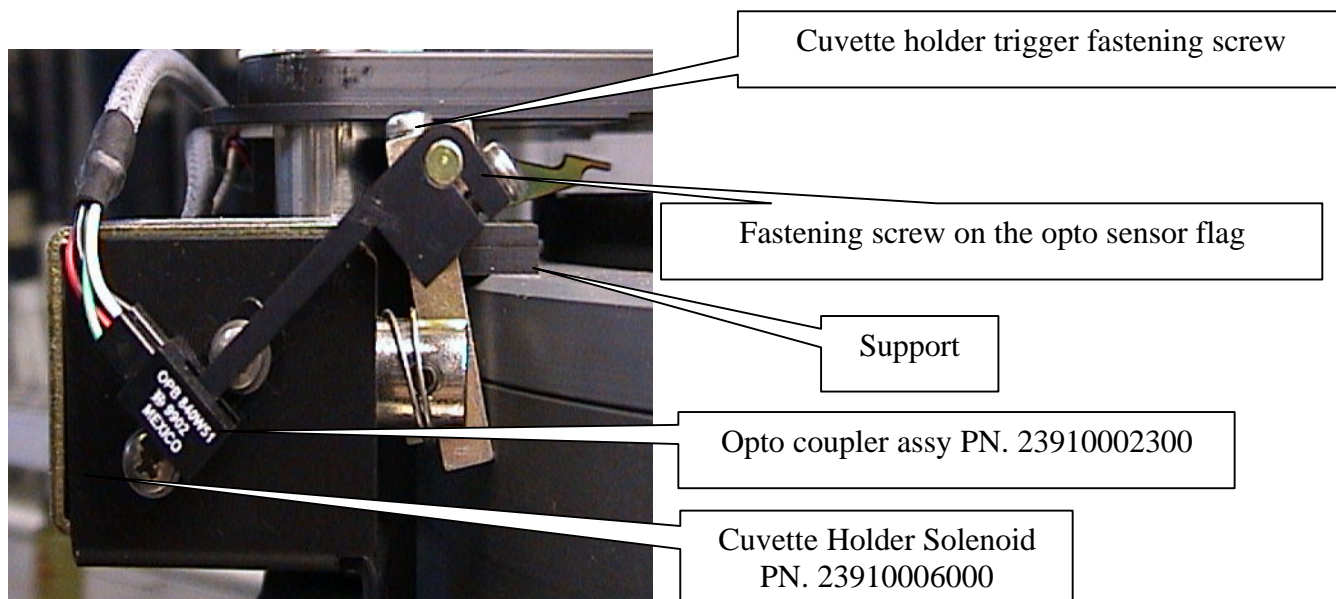 Cuvette holder trigger fastening screw
Fastening screw on the opto sensor flag
Support
OPB 840W51
9902
MEXICO
Opto coupler assy PN. 23910002300
Cuvette Holder Solenoid
PN. 23910006000